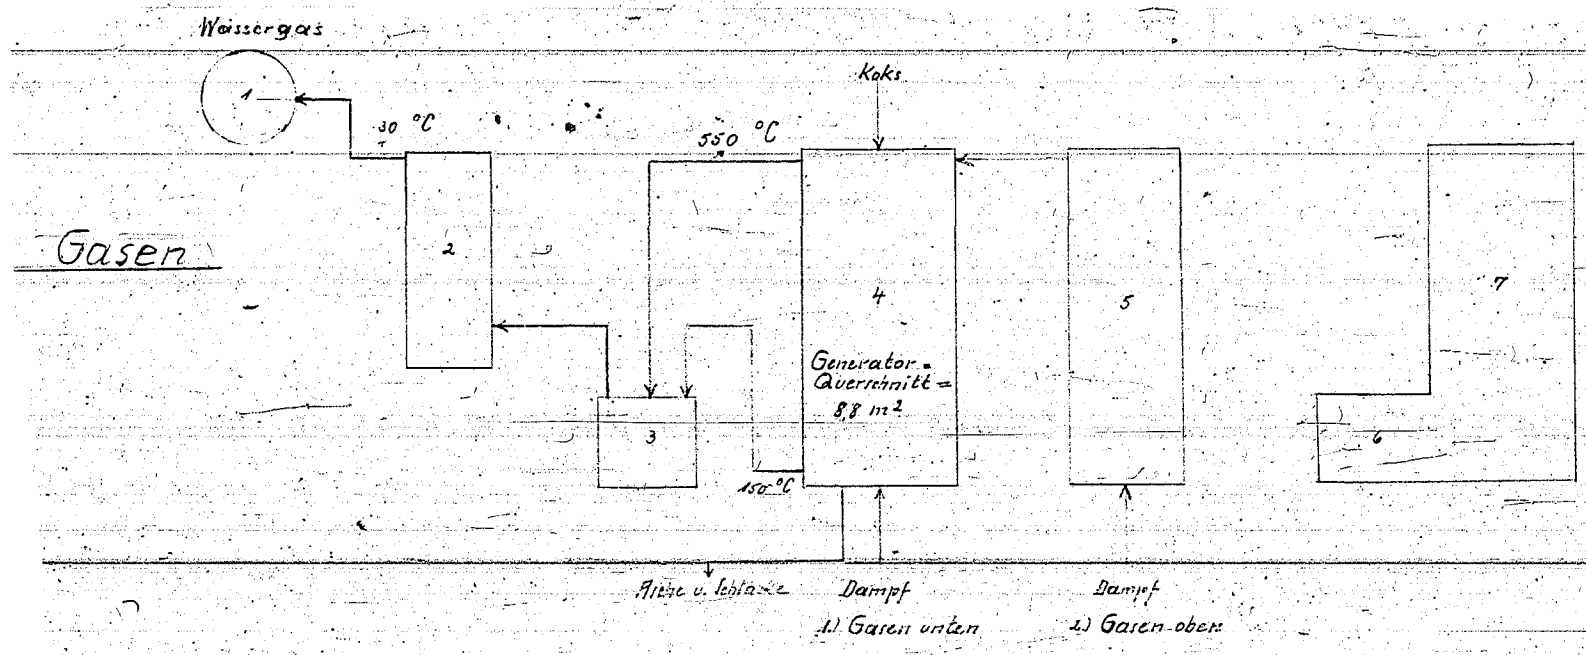 Wassergas
1
Koks
30 °C
550 °C
Gasen
2
4
5
7
Generator-
Querschnitt =
8,8 m²
3
6
150 °C
Asche u. Schlacke
Dampf
Dampf
1.) Gasen unten
2.) Gasen oben